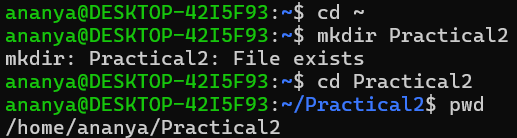 ananya@DESKTOP-42I5F93:~$ cd ~
ananya@DESKTOP-42I5F93:~$ mkdir Practical2
mkdir: Practical2: File exists
ananya@DESKTOP-42I5F93:~$ cd Practical2
ananya@DESKTOP-42I5F93:~/Practical2$ pwd
/home/ananya/Practical2